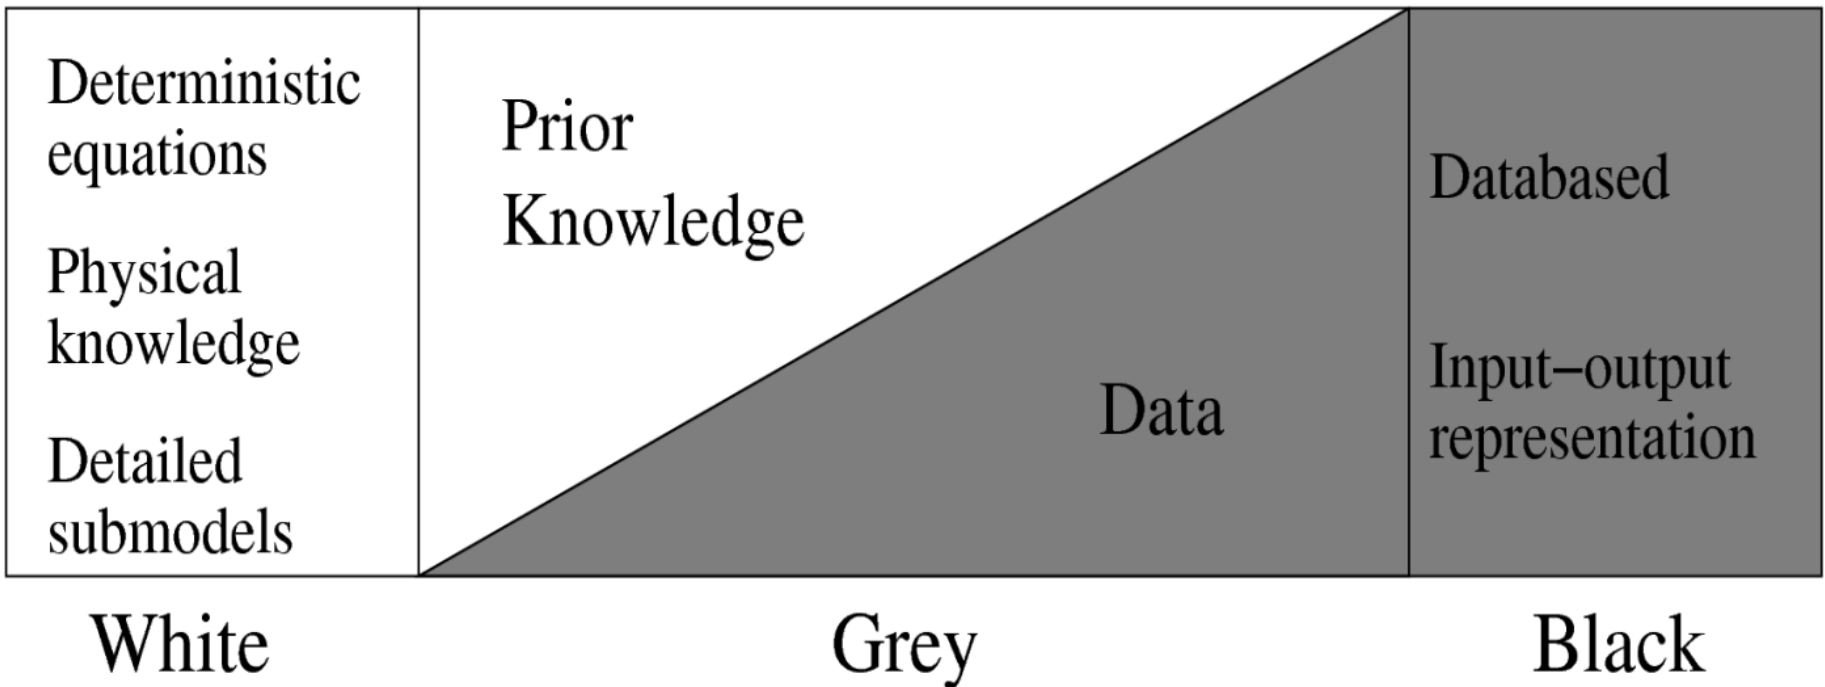 Deterministic
equations
Physical
knowledge
Detailed
submodels
Prior
Knowledge
Data
Databased
Input–output
representation
White
Grey
Black